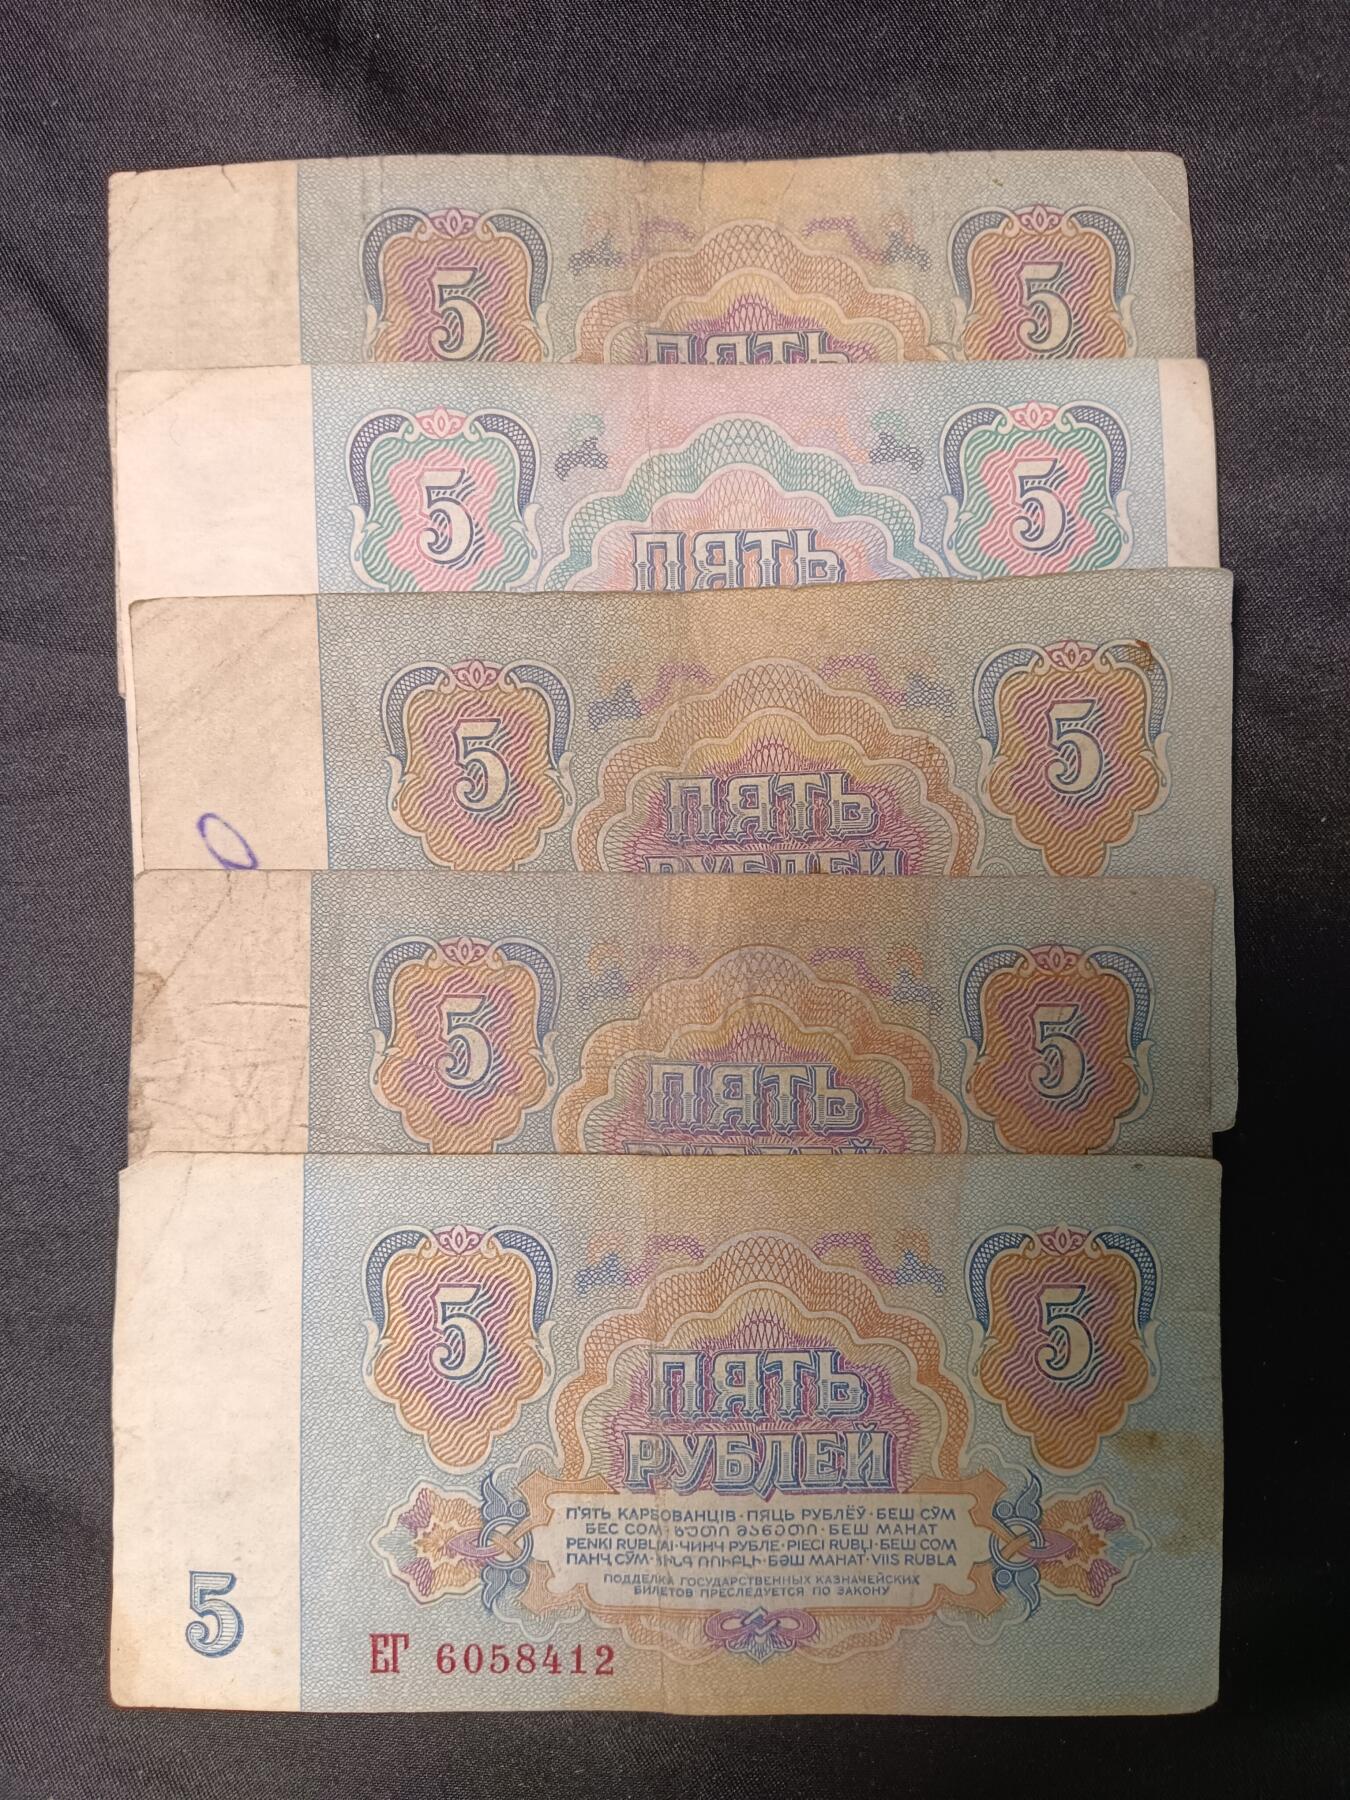 5 5
ПЯТЬ
5 5
ПЯТЬ
5 5
ПЯТЬ
РУБЛЕЙ
5 5
ПЯТЬ
5 5
ПЯТЬ
РУБЛЕЙ
П'ЯТЬ КАРБОВАНЦІВ · ПЯЦЬ РУБЛЁЎ · БЕШ СЎМ
БЕС СОМ · ᲮᲣᲗᲘ ᲛᲐᲜᲔᲗᲘ · БЕШ МАНАТ
PENKI RUBLIAI · ЧИНЧ РУБЛЕ · PIECI RUBĻI · БЕШ СОМ
ПАНҶ СӮМ · ՀԻՆԳ ՌՈՒԲԼԻ · БӘШ МАНАТ · VIIS RUBLA
ПОДДЕЛКА ГОСУДАРСТВЕННЫХ КАЗНАЧЕЙСКИХ
БИЛЕТОВ ПРЕСЛЕДУЕТСЯ ПО ЗАКОНУ
5
ЕГ 6058412